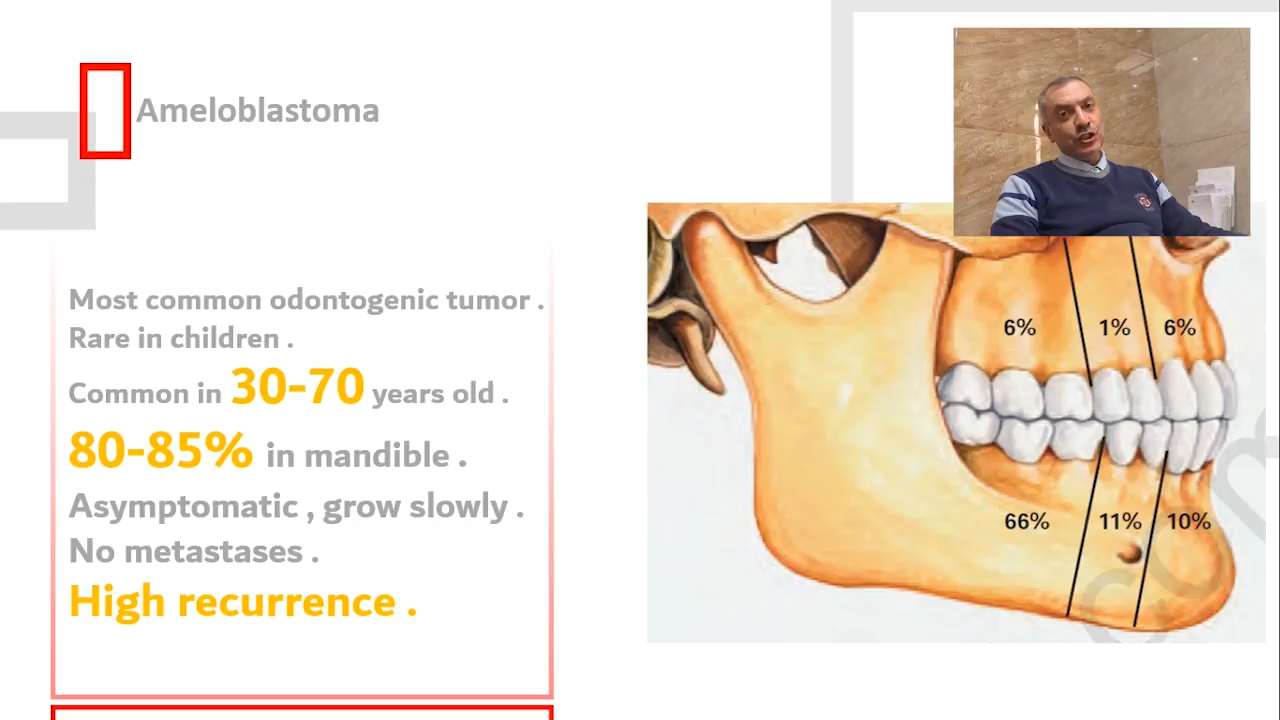 Ameloblastoma
Most common odontogenic tumor .
Rare in children .
Common in 30-70 years old .
80-85% in mandible .
Asymptomatic , grow slowly .
No metastases .
High recurrence .
6% 1% 6%
66% 11% 10%